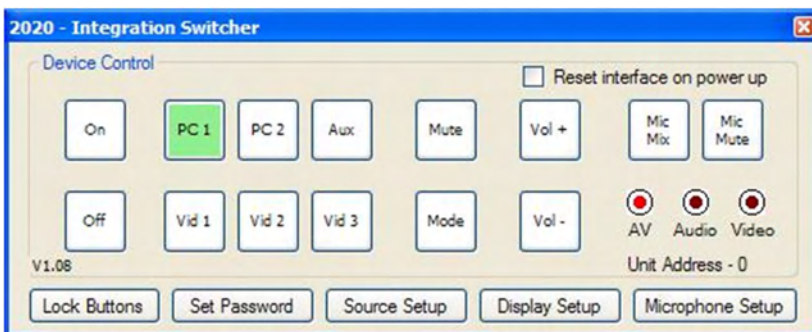 2020 - Integration Switcher
Device Control
Reset interface on power up
On
PC 1
PC 2
Aux
Mute
Vol +
Mic
Mix
Mic
Mute
Off
Vid 1
Vid 2
Vid 3
Mode
Vol -
AV
Audio
Video
V1.08
Unit Address - 0
Lock Buttons
Set Password
Source Setup
Display Setup
Microphone Setup